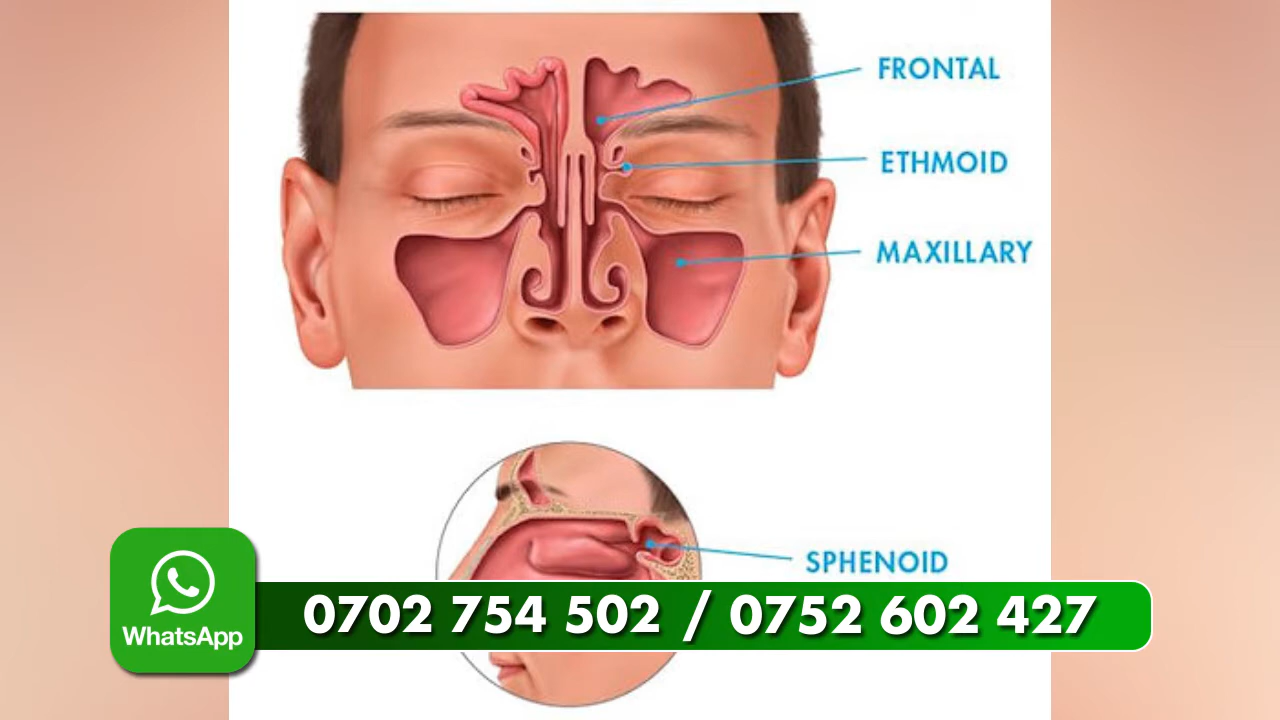 FRONTAL
ETHMOID
MAXILLARY
SPHENOID
WhatsApp
0702 754 502 / 0752 602 427